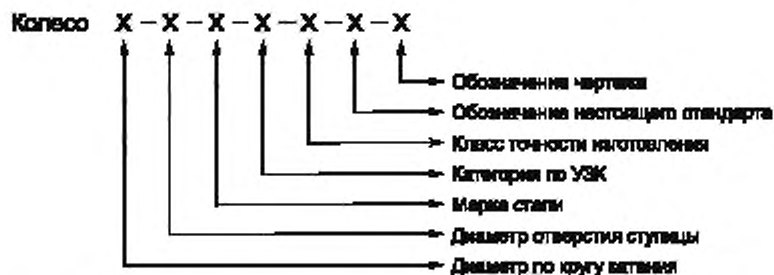 Колесо Х – Х – Х – Х – Х – Х – Х
Обозначение чертежа
Обозначение настоящего стандарта
Класс точности изготовления
Категория по УЗК
Марка стали
Диаметр отверстия ступицы
Диаметр по кругу катания